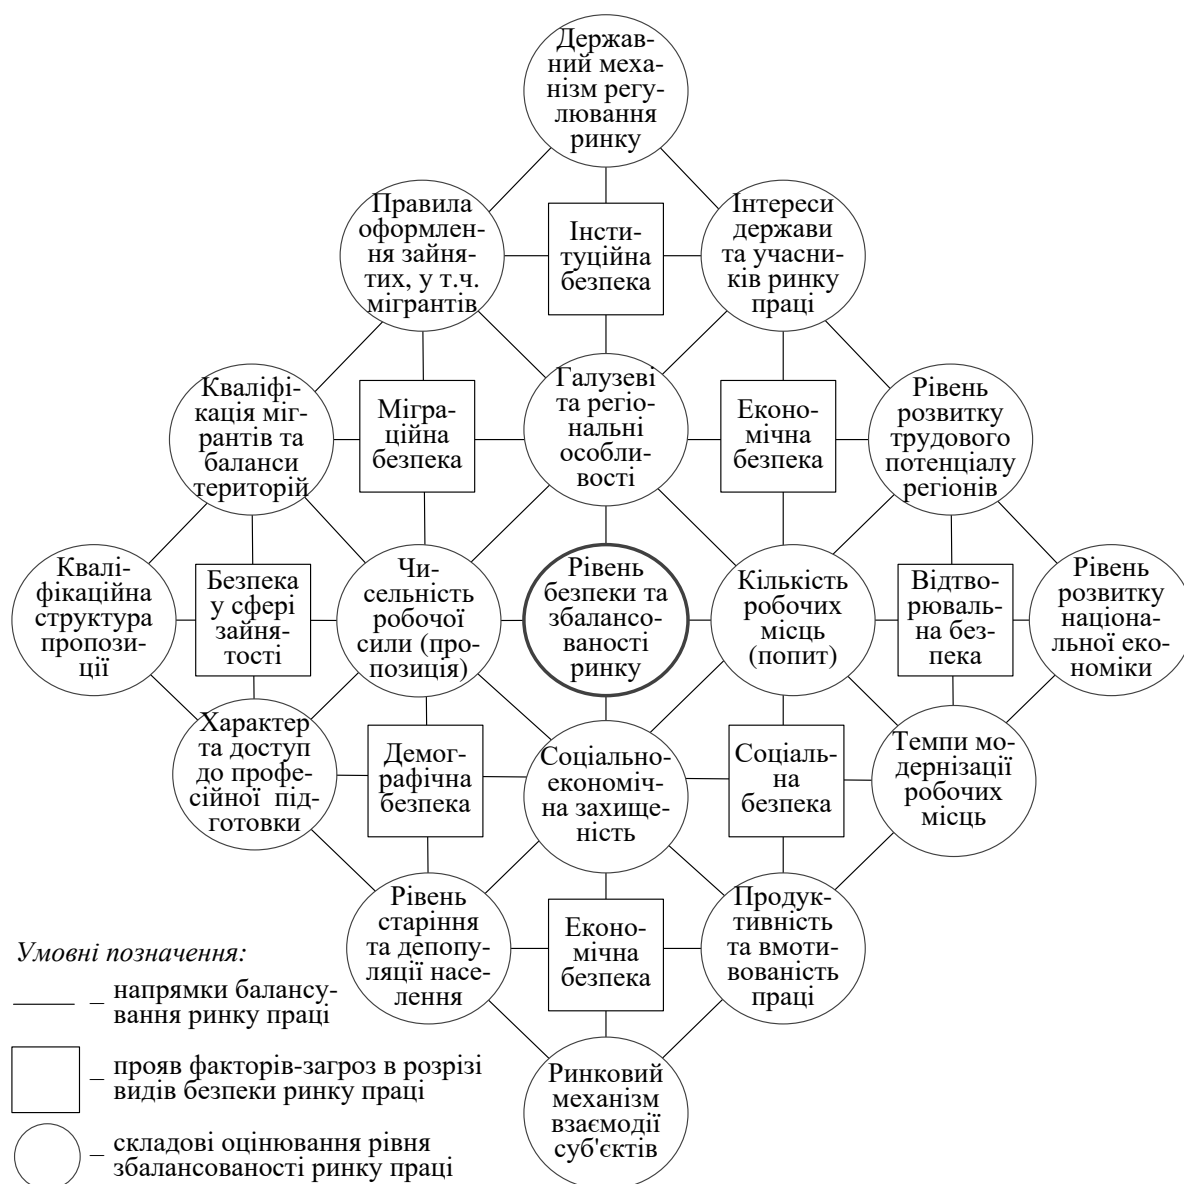 Держав-
ний меха-
нізм регу-
лювання
ринку
Правила
оформлен-
ня зайня-
тих, у т.ч.
мігрантів
Інсти-
туційна
безпека
Інтереси
держави
та учасни-
ків ринку
праці
Кваліфі-
кація міг-
рантів та
баланси
територій
Мігра-
ційна
безпека
Галузеві
та регіо-
нальні
особли-
вості
Еконо-
мічна
безпека
Рівень
розвитку
трудового
потенціалу
регіонів
Квалі-
фікаційна
структура
пропози-
ції
Безпека
у сфері
зайня-
тості
Чи-
сельність
робочої
сили (про-
позиція)
Рівень
безпеки та
збалансо-
ваності
ринку
Кількість
робочих
місць
(попит)
Відтво-
рюваль-
на без-
пека
Рівень
розвитку
націона-
льної еко-
номіки
Характер
та доступ
до профе-
сійної  під-
готовки
Демог-
рафічна
безпека
Соціально-
економіч-
на захище-
ність
Соціаль-
на
безпека
Темпи мо-
дернізації
робочих
місць
Рівень
старіння
та депопу-
ляції насе-
лення
Еконо-
мічна
безпека
Продук-
тивність
та вмоти-
вованість
праці
Ринковий
механізм
взаємодії
суб'єктів
Умовні позначення:
– напрямки балансу-
вання ринку праці
– прояв факторів-загроз в розрізі
видів безпеки ринку праці
– складові оцінювання рівня
збалансованості ринку праці